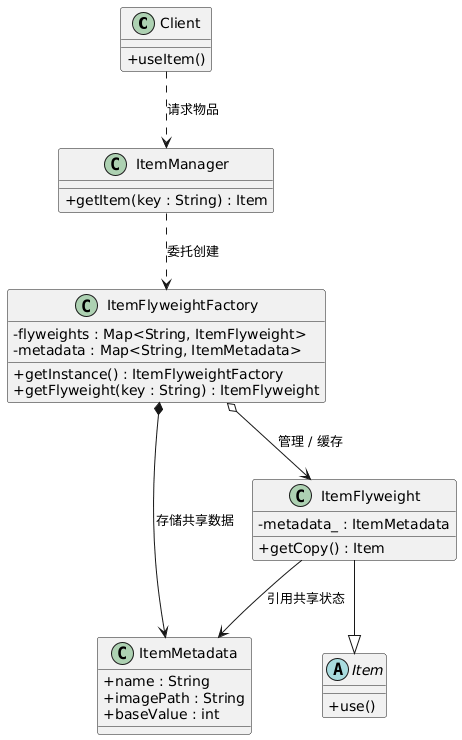 C Client
+useItem()
请求物品
C ItemManager
+getItem(key : String) : Item
委托创建
C ItemFlyweightFactory
-flyweights : Map<String, ItemFlyweight>
-metadata : Map<String, ItemMetadata>
+getInstance() : ItemFlyweightFactory
+getFlyweight(key : String) : ItemFlyweight
管理 / 缓存
C ItemFlyweight
-metadata_ : ItemMetadata
+getCopy() : Item
存储共享数据
引用共享状态
C ItemMetadata
+name : String
+imagePath : String
+baseValue : int
A Item
+use()